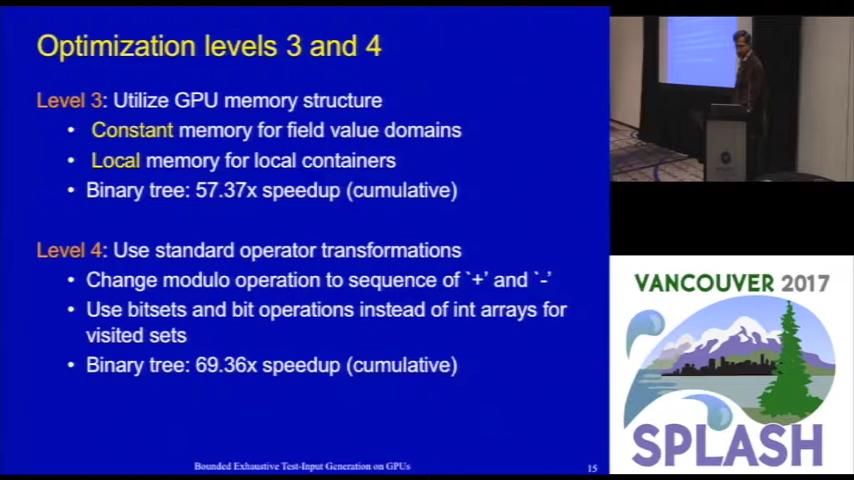 Optimization levels 3 and 4
Level 3: Utilize GPU memory structure
• Constant memory for field value domains
• Local memory for local containers
• Binary tree: 57.37x speedup (cumulative)
Level 4: Use standard operator transformations
• Change modulo operation to sequence of `+' and `-'
• Use bitsets and bit operations instead of int arrays for
visited sets
• Binary tree: 69.36x speedup (cumulative)
Bounded Exhaustive Test-Input Generation on GPUs
15
VANCOUVER 2017
SPLASH